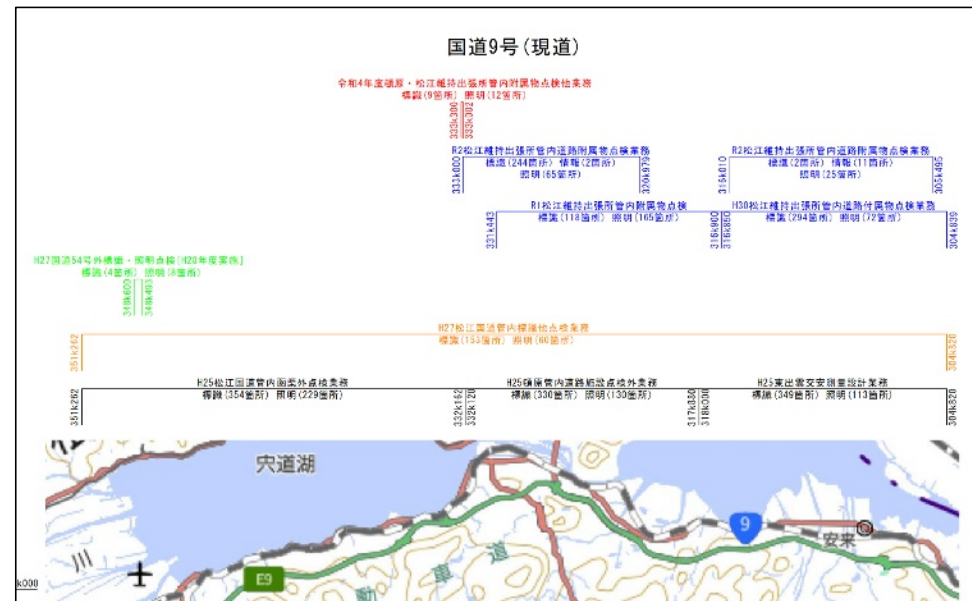 国道9号(現道)
令和4年度頓原・松江維持出張所管内附属物点検他業務
標識(9箇所) 照明(12箇所)
333k300
333k302
R2松江維持出張所管内道路附属物点検業務
標識(244箇所) 情報(2箇所)
照明(65箇所)
333k000
320k979
R2松江維持出張所管内道路附属物点検業務
標識(2箇所) 情報(11箇所)
照明(25箇所)
316k010
305k495
R1松江維持出張所管内附属物点検
標識(118箇所) 照明(165箇所)
331k443
316k900
H30松江維持出張所管内道路付属物点検業務
標識(294箇所) 照明(72箇所)
316k850
304k839
H27国道54号外標識・照明点検[H28年度実施]
標識(4箇所) 照明(8箇所)
348k600
348k493
H27松江国道管内標識他点検業務
標識(153箇所) 照明(60箇所)
351k262
304k820
H25松江国道管内函渠外点検業務
標識(354箇所) 照明(229箇所)
351k262
332k162
H25頓原管内道路施設点検外業務
標識(330箇所) 照明(130箇所)
332k120
317k880
H25東出雲交安測量設計業務
標識(349箇所) 照明(113箇所)
318k000
304k820
宍道湖
9
安来
川
道
車
動
E9
k000